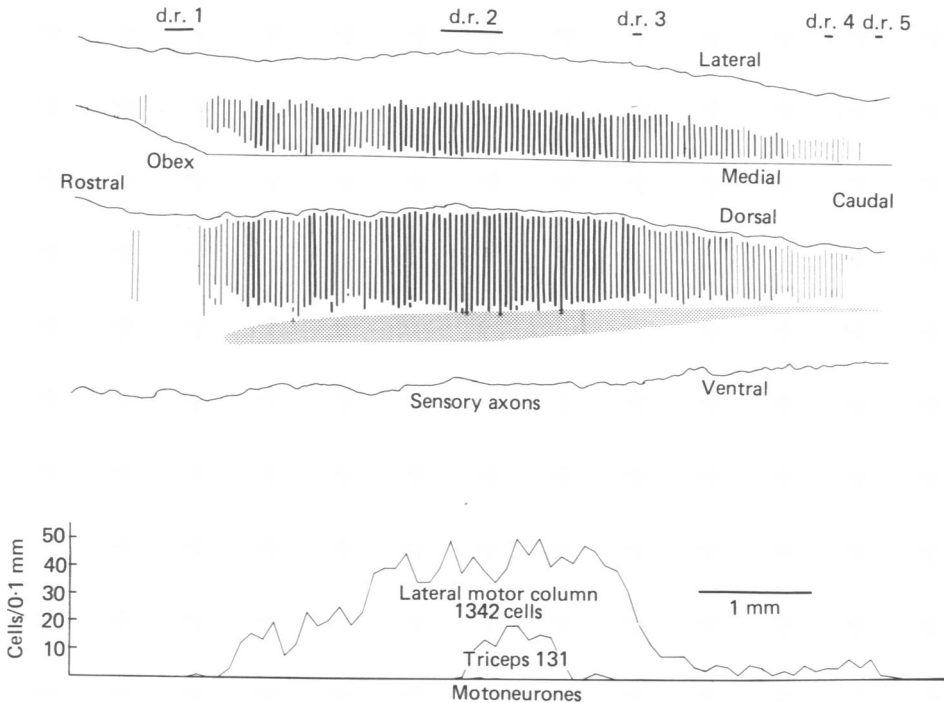 d.r. 1 d.r. 2 d.r. 3 d.r. 4 d.r. 5
Lateral
Obex
Medial
Rostral
Caudal
Dorsal
Ventral
Sensory axons
Cells/0·1 mm
50
40
30
20
10
Lateral motor column
1342 cells
1 mm
Triceps 131
Motoneurones